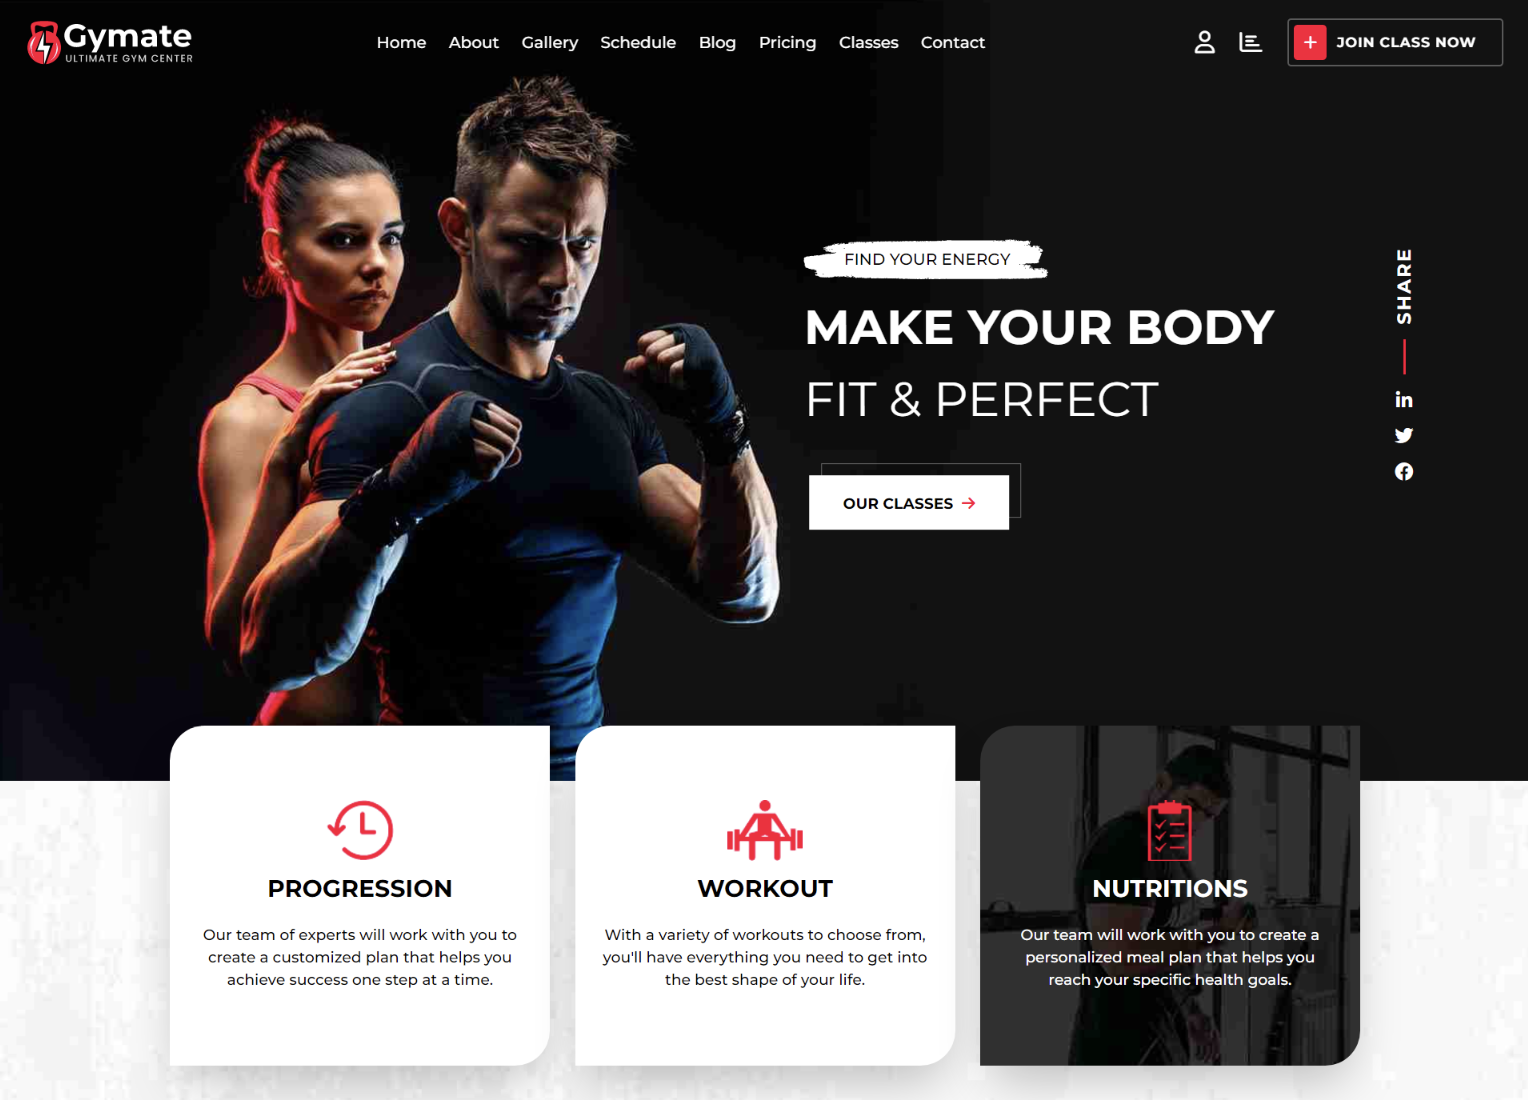 Gymate
ULTIMATE GYM CENTER
Home About Gallery Schedule Blog Pricing Classes Contact
JOIN CLASS NOW
FIND YOUR ENERGY
MAKE YOUR BODY
FIT & PERFECT
OUR CLASSES
SHARE
PROGRESSION
Our team of experts will work with you to
create a customized plan that helps you
achieve success one step at a time.
WORKOUT
With a variety of workouts to choose from,
you'll have everything you need to get into
the best shape of your life.
NUTRITIONS
Our team will work with you to create a
personalized meal plan that helps you
reach your specific health goals.